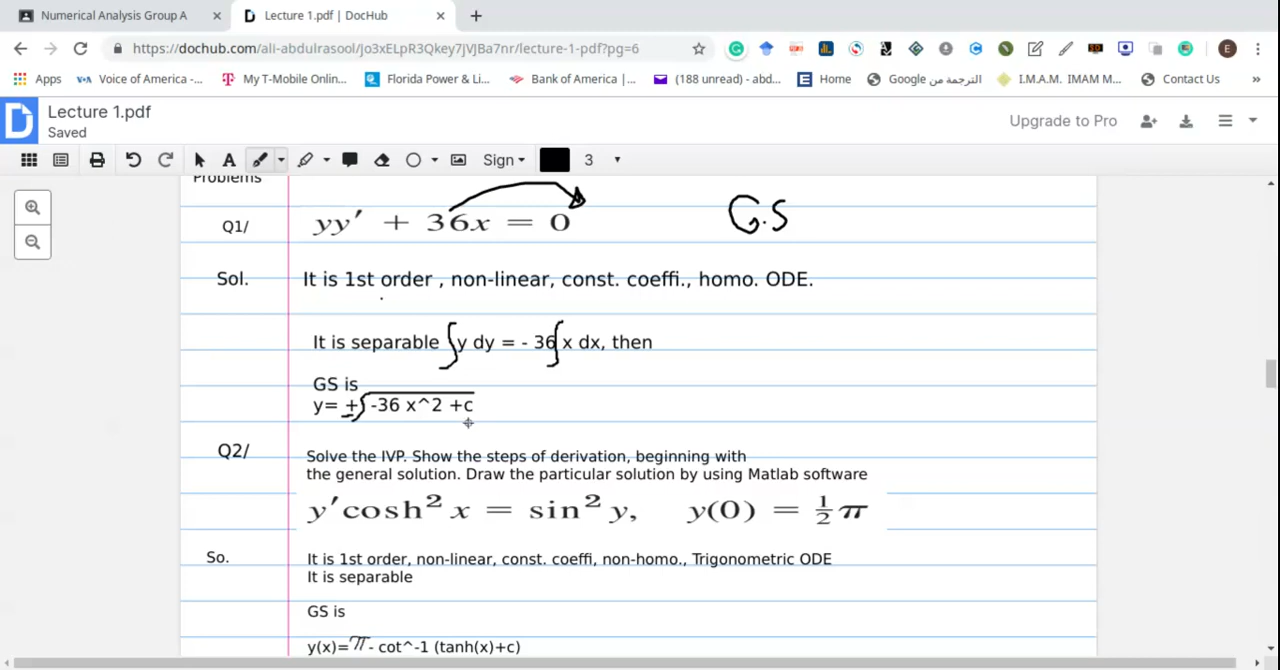 Numerical Analysis Group A
Lecture 1.pdf | DocHub
https://dochub.com/ali-abdulrasool/jo3xELpR3Qkey7jVJBa7nr/lecture-1-pdf?pg=6
Apps Voice of America -... My T-Mobile Onlin... Florida Power & Li... Bank of America |... (188 unread) - abd... Home الترجمة من Google I.M.A.M. IMAM M... Contact Us »
Lecture 1.pdf
Saved
Upgrade to Pro
A Sign 3
Problems
Q1/ yy′ + 36x = 0 G.S
Sol. It is 1st order , non-linear, const. coeffi., homo. ODE.
It is separable ∫y dy = - 36∫x dx, then
GS is
y= ±√-36 x^2 +c
Q2/ Solve the IVP. Show the steps of derivation, beginning with
the general solution. Draw the particular solution by using Matlab software
y′cosh² x = sin² y, y(0) = ½ π
So. It is 1st order, non-linear, const. coeffi, non-homo., Trigonometric ODE
It is separable
GS is
y(x)=π- cot^-1 (tanh(x)+c)